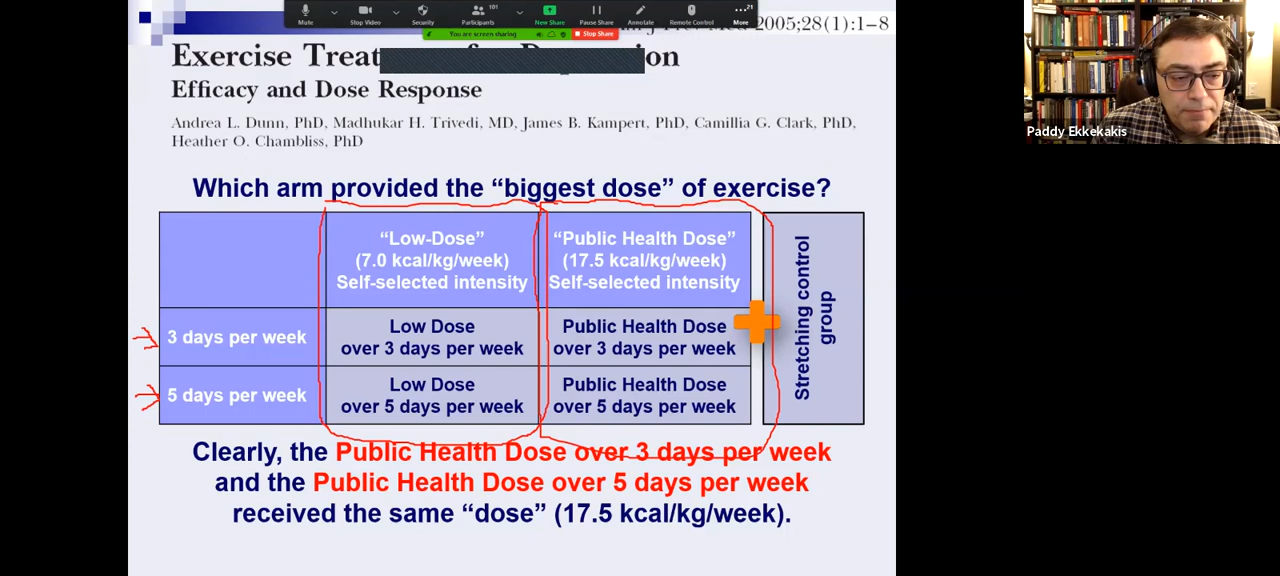 Mute
Stop Video
Security
Participants
101
New Share
Pause Share
Annotate
Remote Control
More
21
You are screen sharing
Stop Share
2005;28(1):1–8
Exercise
on
Efficacy and Dose Response
Andrea L. Dunn, PhD, Madhukar H. Trivedi, MD, James B. Kampert, PhD, Camillia G. Clark, PhD,
Heather O. Chambliss, PhD
Paddy Ekkekakis
Which arm provided the “biggest dose” of exercise?
“Low-Dose”
(7.0 kcal/kg/week)
Self-selected intensity
“Public Health Dose”
(17.5 kcal/kg/week)
Self-selected intensity
3 days per week
Low Dose
over 3 days per week
Public Health Dose
over 3 days per week
5 days per week
Low Dose
over 5 days per week
Public Health Dose
over 5 days per week
Stretching control
group
Clearly, the Public Health Dose over 3 days per week
and the Public Health Dose over 5 days per week
received the same “dose” (17.5 kcal/kg/week).